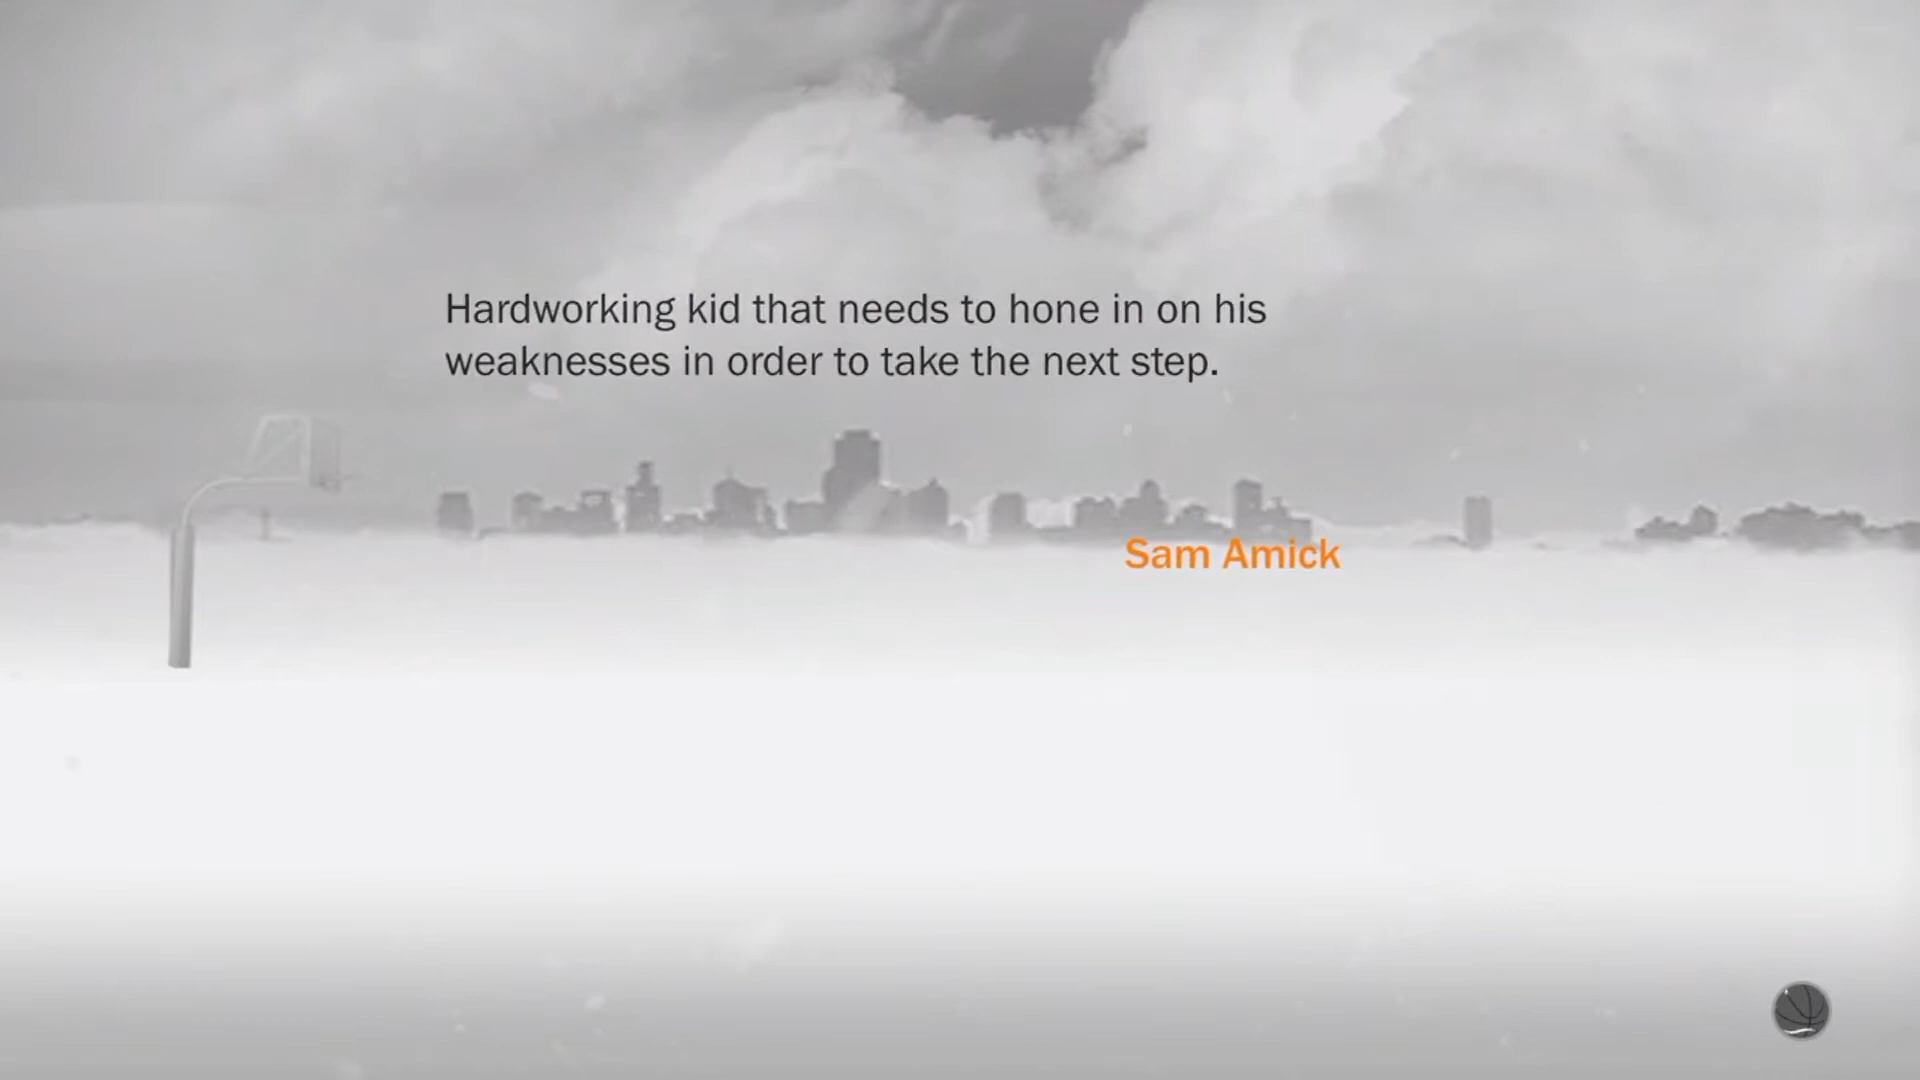 Hardworking kid that needs to hone in on his
weaknesses in order to take the next step.
Sam Amick